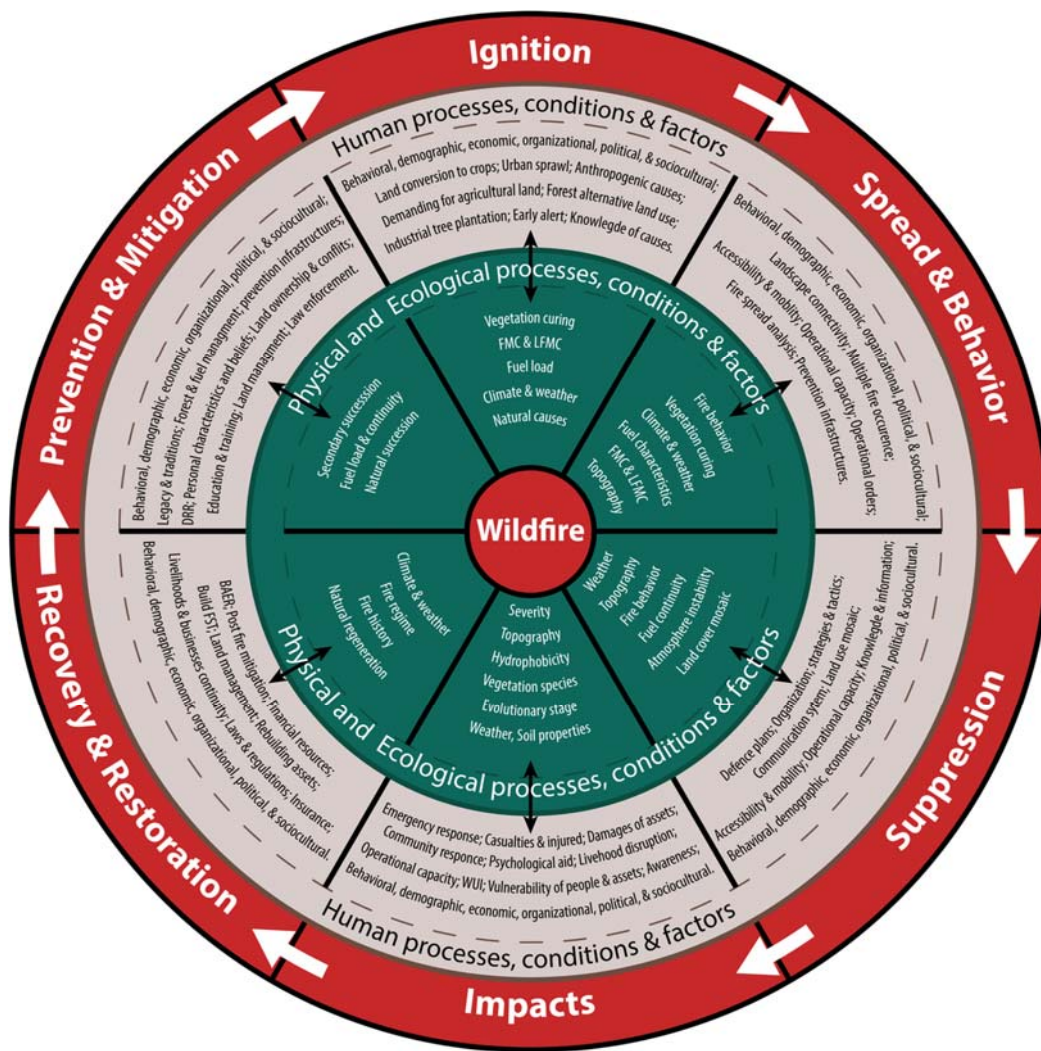 Ignition
Human processes, conditions & factors
Behavioral, demographic, economic, organizational, political, & sociocultural;
Land conversion to crops; Urban sprawl; Anthropogenic causes;
Demanding for agricultural land; Forest alternative land use;
Industrial tree plantation; Early alert; Knowlegde of causes.
Physical and Ecological processes, conditions & factors
Vegetation curing
FMC & LFMC
Fuel load
Climate & weather
Natural causes
Spread & Behavior
Behavioral, demographic, economic, organizational, political, & sociocultural;
Landscape connectivity; Multiple fire occurence;
Accessibility & mobilty; Operational capacity; Operational orders;
Fire spread analysis; Prevention infrastructures.
Fire behavior
Vegetation curing
Climate & weather
Fuel characteristics
FMC & LFMC
Topography
Suppression
Defence plans; Organization; strategies & tactics;
Communication sytem; Land use mosaic;
Accessibility & mobility; Operational capacity; Knowlegde & information;
Behavioral, demographic, economic, organizational, political, & sociocultural.
Weather
Topography
Fire behavior
Fuel continuity
Atmosphere instability
Land cover mosaic
Impacts
Severity
Topography
Hydrophobicity
Vegetation species
Evolutionary stage
Weather, Soil properties
Physical and Ecological processes, conditions & factors
Emergency response; Casualties & injured; Damages of assets;
Community responce; Psychological aid; Livehood disruption;
Operational capacity; WUI; Vulnerability of people & assets; Awareness;
Behavioral, demographic, economic, organizational, political, & sociocultural.
Human processes, conditions & factors
Recovery & Restoration
BAER; Post fire mitigation; Financial resources;
Build FST; Land management; Rebuilding assets;
Livelihoods & businesses continuity; Laws & regulations; Insurance;
Behavioral, demographic, economic, organizational, political, & sociocultural.
Climate & weather
Fire regime
Fire history
Natural regeneration
Prevention & Mitigation
Behavioral, demographic, economic, organizational, political, & sociocultural;
Legacy & traditions; Forest & fuel managment; prevention infrastructures;
DRR; Personal characteristics and beliefs; Land ownership & conflits;
Education & training; Land managment; Law enforcement.
Secondary successsion
Fuel load & continuity
Natural succession
Wildfire